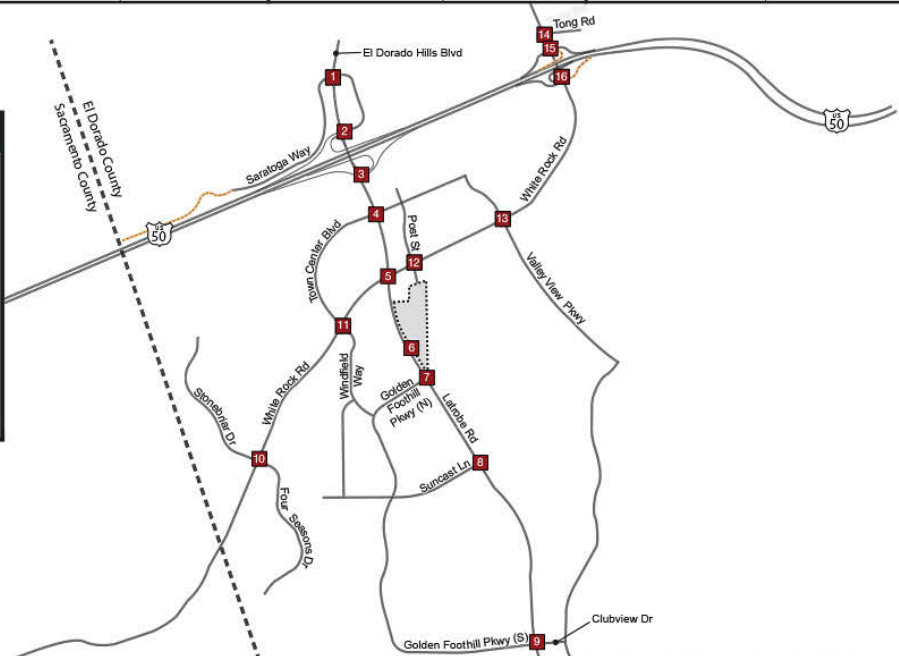 Tong Rd
14
15
El Dorado Hills Blvd
1
16
US
50
2
El Dorado County
Sacramento County
Saratoga Way
3
White Rock Rd
4
Post St
13
US
50
Town Center Blvd
12
5
Valley View Pkwy
11
6
White Rock Rd
Windfield
Way
7
Golden
Foothill
Pkwy (N)
Stonebriar Dr
Latrobe Rd
10
8
Suncast Ln
Four Seasons Dr
Clubview Dr
Golden Foothill Pkwy (S)
9